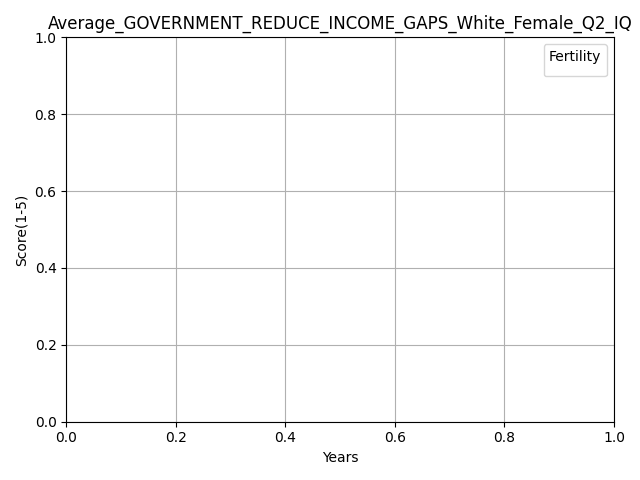 Average_GOVERNMENT_REDUCE_INCOME_GAPS_White_Female_Q2_IQ
Fertility
1.0
0.8
0.6
0.4
0.2
0.0
Score(1-5)
0.0 0.2 0.4 0.6 0.8 1.0
Years